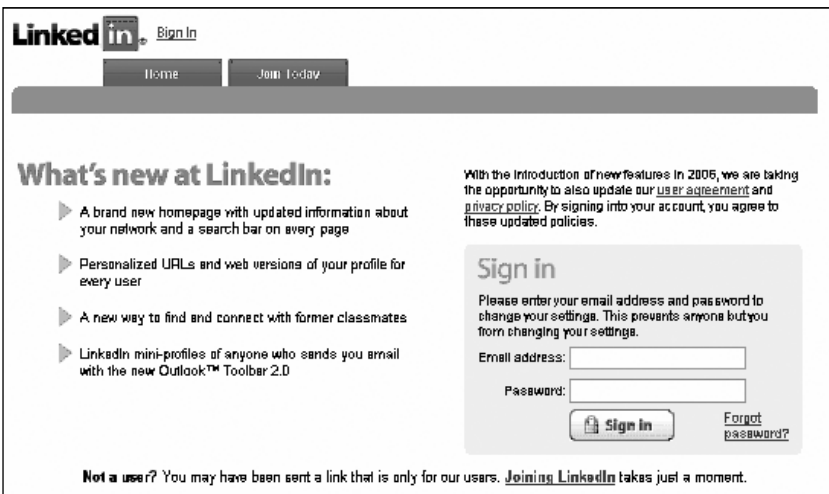 Linked in® Sign In
Home Join Today
What's new at LinkedIn:
A brand new homepage with updated information about
your network and a search bar on every page
Personalized URLs and web versions of your profile for
every user
A new way to find and connect with former classmates
LinkedIn mini-profiles of anyone who sends you email
with the new Outlook™ Toolbar 2.0
With the introduction of new features in 2006, we are taking
the opportunity to also update our user agreement and
privacy policy. By signing into your account, you agree to
these updated policies.
Sign in
Please enter your email address and password to
change your settings. This prevents anyone but you
from changing your settings.
Email address:
Password:
Sign in
Forgot
password?
Not a user? You may have been sent a link that is only for our users. Joining LinkedIn takes just a moment.